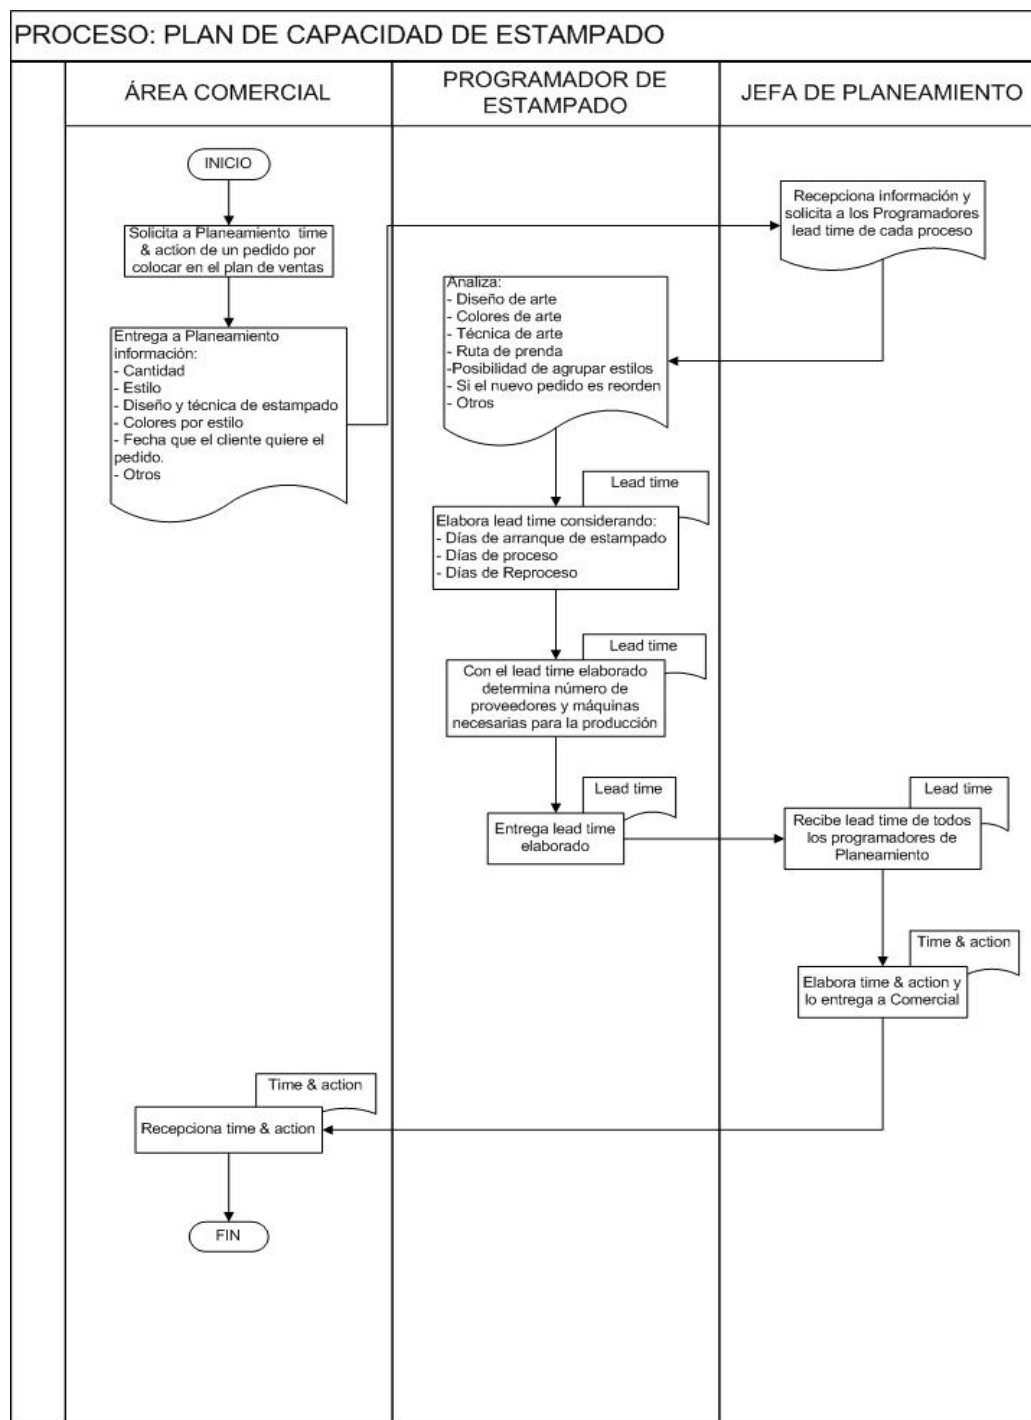 PROCESO: PLAN DE CAPACIDAD DE ESTAMPADO
ÁREA COMERCIAL
PROGRAMADOR DE
ESTAMPADO
JEFA DE PLANEAMIENTO
INICIO
Solicita a Planeamiento time
& action de un pedido por
colocar en el plan de ventas
Entrega a Planeamiento
información:
- Cantidad
- Estilo
- Diseño y técnica de estampado
- Colores por estilo
- Fecha que el cliente quiere el
pedido.
- Otros
Recepciona información y
solicita a los Programadores
lead time de cada proceso
Analiza:
- Diseño de arte
- Colores de arte
- Técnica de arte
- Ruta de prenda
-Posibilidad de agrupar estilos
- Si el nuevo pedido es reorden
- Otros
Lead time
Elabora lead time considerando:
- Días de arranque de estampado
- Días de proceso
- Días de Reproceso
Lead time
Con el lead time elaborado
determina número de
proveedores y máquinas
necesarias para la producción
Lead time
Entrega lead time
elaborado
Lead time
Recibe lead time de todos
los programadores de
Planeamiento
Time & action
Elabora time & action y
lo entrega a Comercial
Time & action
Recepciona time & action
FIN